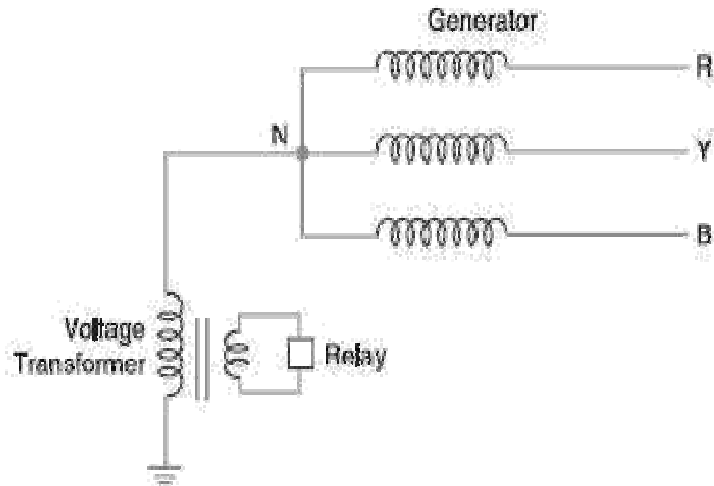 Generator
R
N
Y
B
Voltage
Transformer
Relay